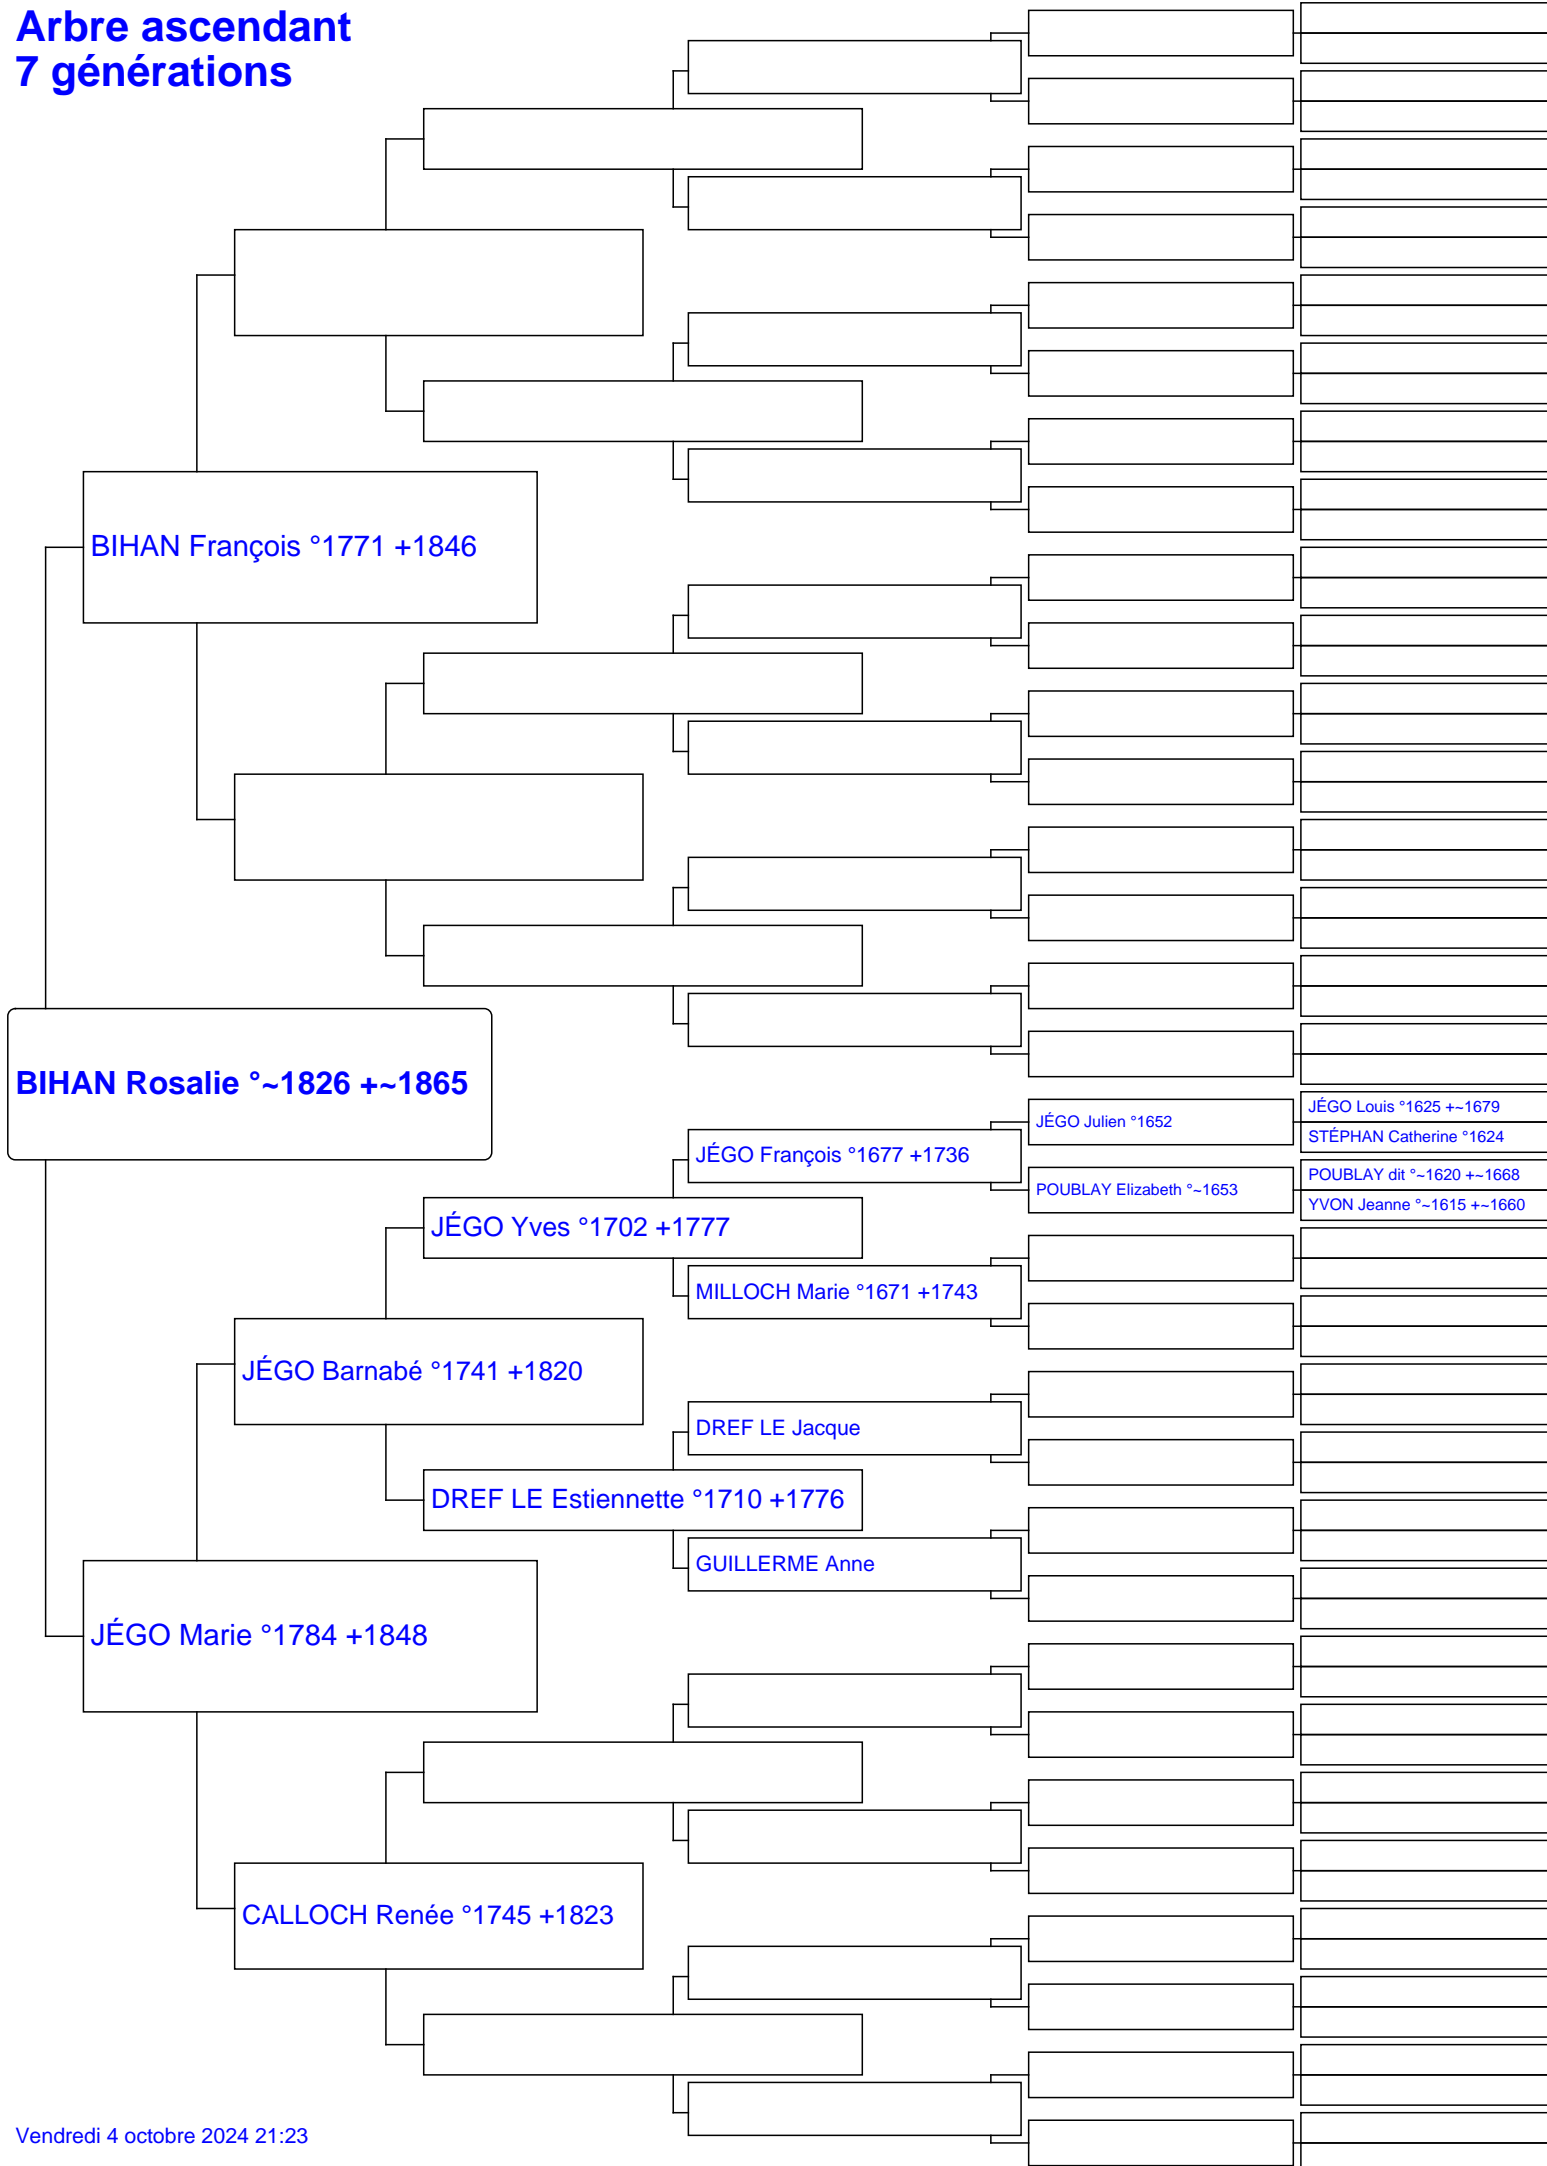 Arbre ascendant
7 générations
BIHAN François °1771 +1846
BIHAN Rosalie °~1826 +~1865
JÉGO Louis °1625 +~1679
JÉGO Julien °1652
STÉPHAN Catherine °1624
JÉGO François °1677 +1736
POUBLAY dit °~1620 +~1668
POUBLAY Elizabeth °~1653
YVON Jeanne °~1615 +~1660
JÉGO Yves °1702 +1777
MILLOCH Marie °1671 +1743
JÉGO Barnabé °1741 +1820
DREF LE Jacque
DREF LE Estiennette °1710 +1776
GUILLERME Anne
JÉGO Marie °1784 +1848
CALLOCH Renée °1745 +1823
Vendredi 4 octobre 2024 21:23